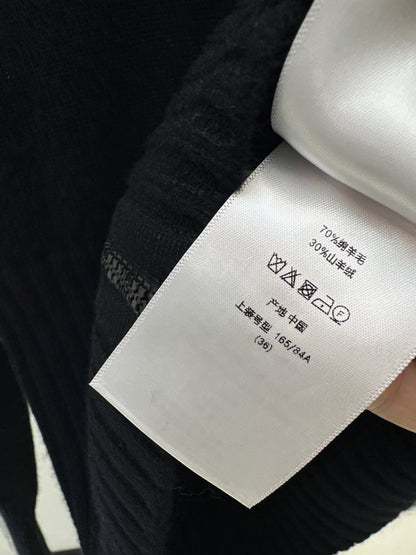 70%绵羊毛
30%山羊绒
F
产地 中国
上装号型 165/84A
(36)